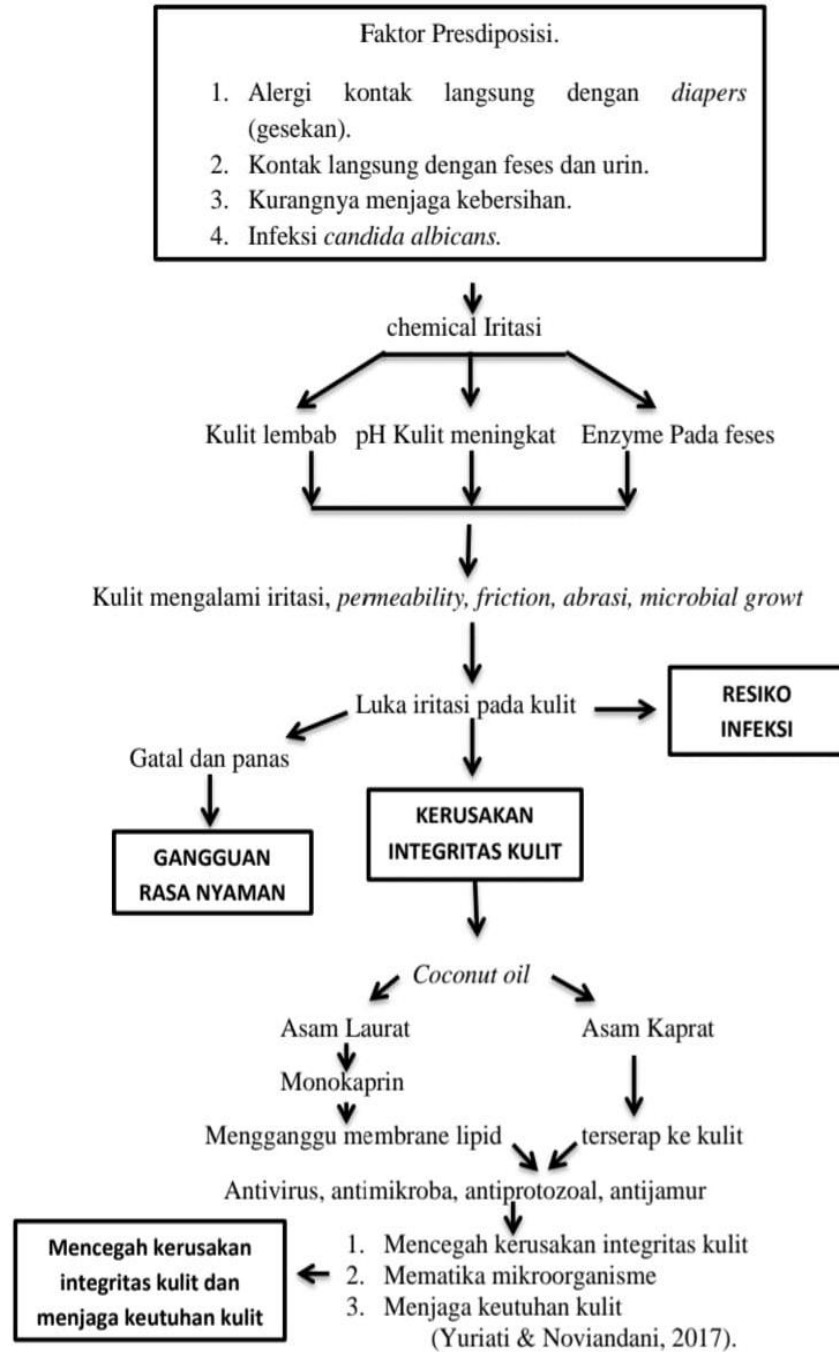 Faktor Presdiposisi.
1. Alergi kontak langsung dengan diapers
(gesekan).
2. Kontak langsung dengan feses dan urin.
3. Kurangnya menjaga kebersihan.
4. Infeksi candida albicans.
chemical Iritasi
Kulit lembab
pH Kulit meningkat
Enzyme Pada feses
Kulit mengalami iritasi, permeability, friction, abrasi, microbial growt
Luka iritasi pada kulit
RESIKO
INFEKSI
Gatal dan panas
GANGGUAN
RASA NYAMAN
KERUSAKAN
INTEGRITAS KULIT
Coconut oil
Asam Laurat
Asam Kaprat
Monokaprin
Mengganggu membrane lipid
terserap ke kulit
Antivirus, antimikroba, antiprotozoal, antijamur
1. Mencegah kerusakan integritas kulit
2. Mematika mikroorganisme
3. Menjaga keutuhan kulit
(Yuriati & Noviandani, 2017).
Mencegah kerusakan
integritas kulit dan
menjaga keutuhan kulit